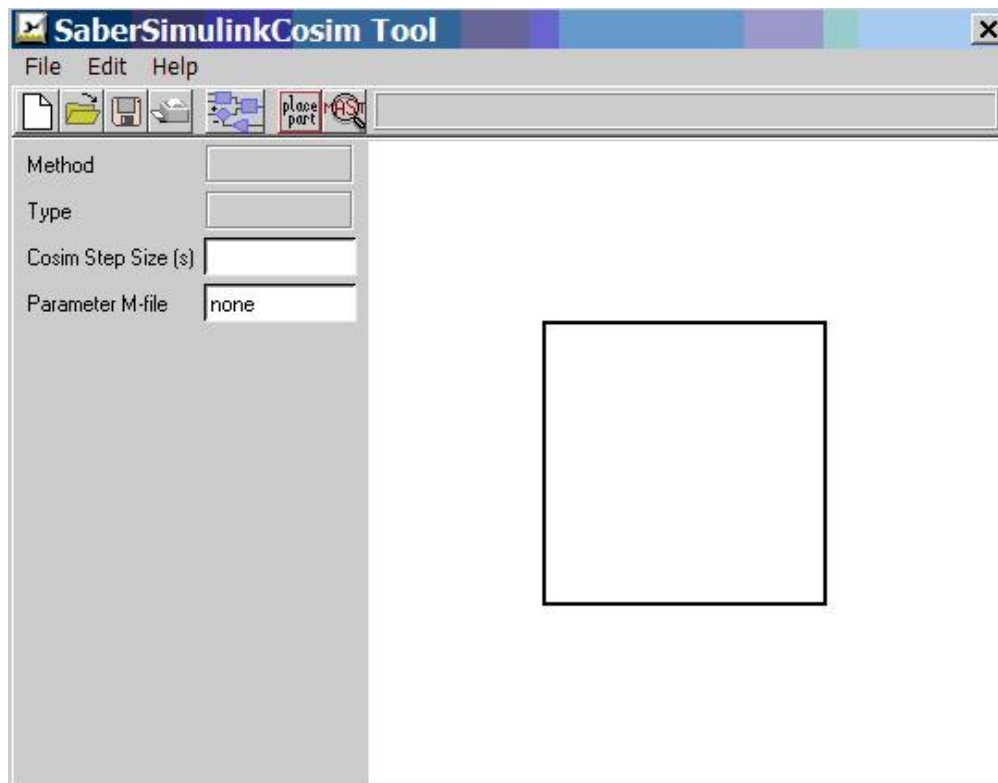 SaberSimulinkCosim Tool
File Edit Help
place part MAST
Method
Type
Cosim Step Size (s)
Parameter M-file none